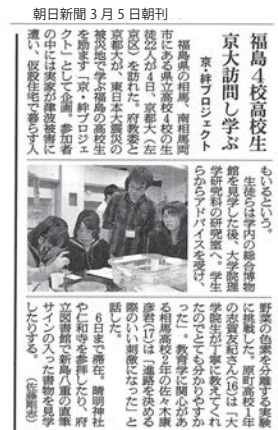 朝日新聞3月5日朝刊
福島4校高校生
京大訪問し学ぶ
京・絆プロジェクト
福島県の相馬、南相馬両
市にある県立高校4校の生
徒22人が4日、京都大（左
京区）を訪れた。府教委と
京都大が、東日本大震災の
被災地で学ぶ福島の高校生
を励ます「京・絆プロジェ
クト」として企画。参加者
の中には実家が津波被害に
遭い、仮設住宅で暮らす人
もいるという。
生徒らは学内の総合博物
館を見学した後、大学院理
学研究科の研究室へ。学生
らからアドバイスを受け、
野菜の色素を分離する実験
に挑戦した。原町高校1年
の志賀友紀さん（16）は「大
学院生が丁寧に教えてくれ
たのでとても分かりやすか
った」。教育学に関心があ
る相馬高校2年の佐々木康
彦君（17）は「進路を決める
際のいい刺激になった」と
話した。
6日まで滞在。晴明神社
や仁和寺を参拝したり、府
立図書館で新島八重の直筆
サインの入った書物を見学
したりする。
（佐藤剛志）